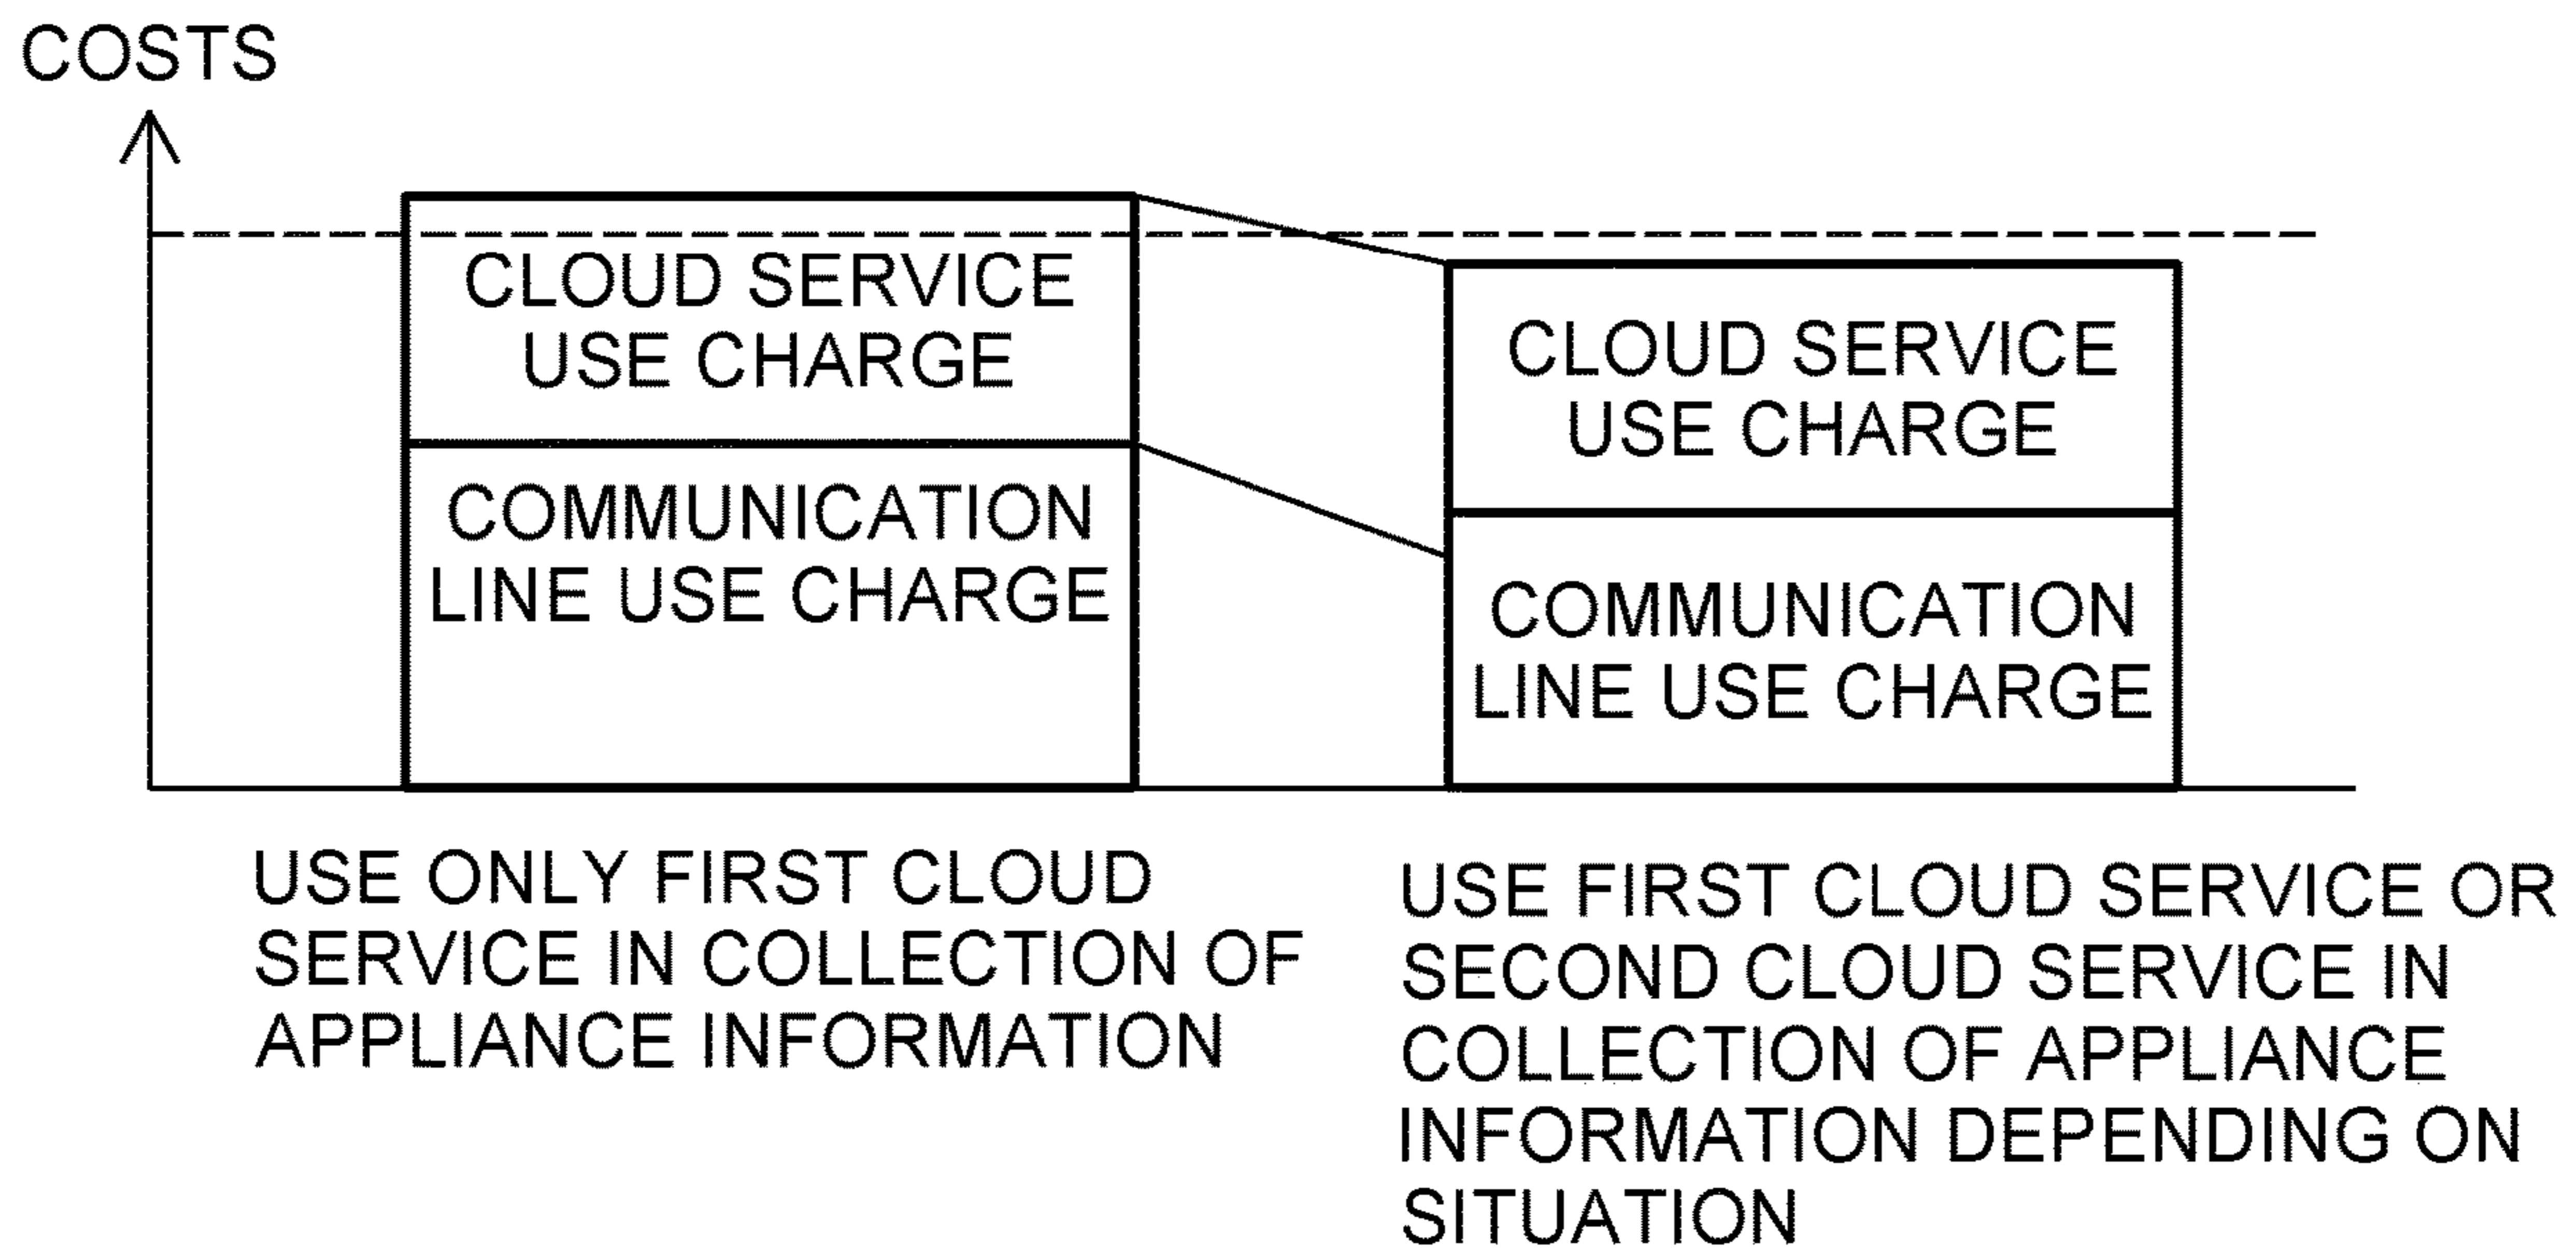 COSTS
CLOUD SERVICE
USE CHARGE
COMMUNICATION
LINE USE CHARGE
CLOUD SERVICE
USE CHARGE
COMMUNICATION
LINE USE CHARGE
USE ONLY FIRST CLOUD
SERVICE IN COLLECTION OF
APPLIANCE INFORMATION
USE FIRST CLOUD SERVICE OR
SECOND CLOUD SERVICE IN
COLLECTION OF APPLIANCE
INFORMATION DEPENDING ON
SITUATION